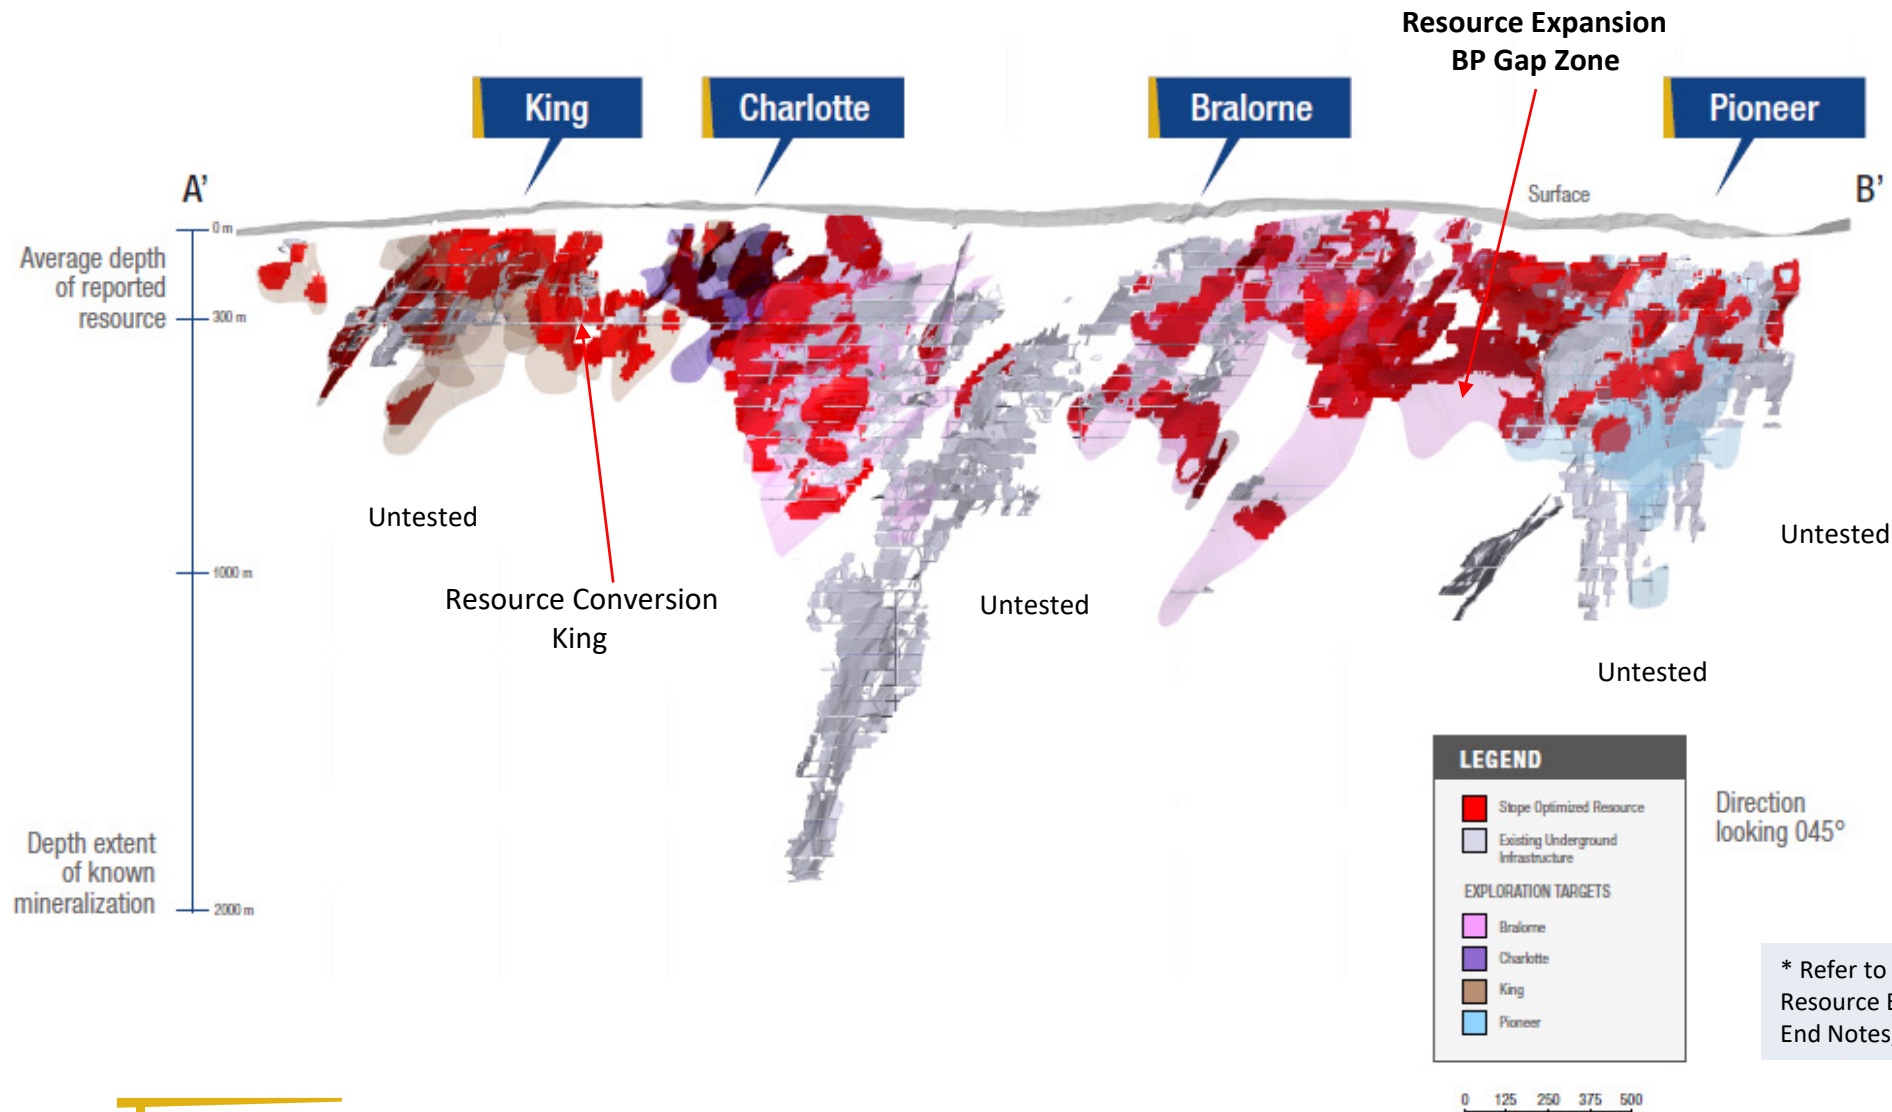 Resource Expansion
BP Gap Zone
King
Charlotte
Bralorne
Pioneer
A’
B’
Surface
0 m
Average depth
of reported
resource
300 m
Untested
Untested
1000 m
Resource Conversion
King
Untested
Untested
LEGEND
Stope Optimized Resource
Existing Underground
Infrastructure
EXPLORATION TARGETS
Bralorne
Charlotte
King
Pioneer
Direction
looking 045°
Depth extent
of known
mineralization
2000 m
* Refer to
Resource
End Notes
0 125 250 375 500